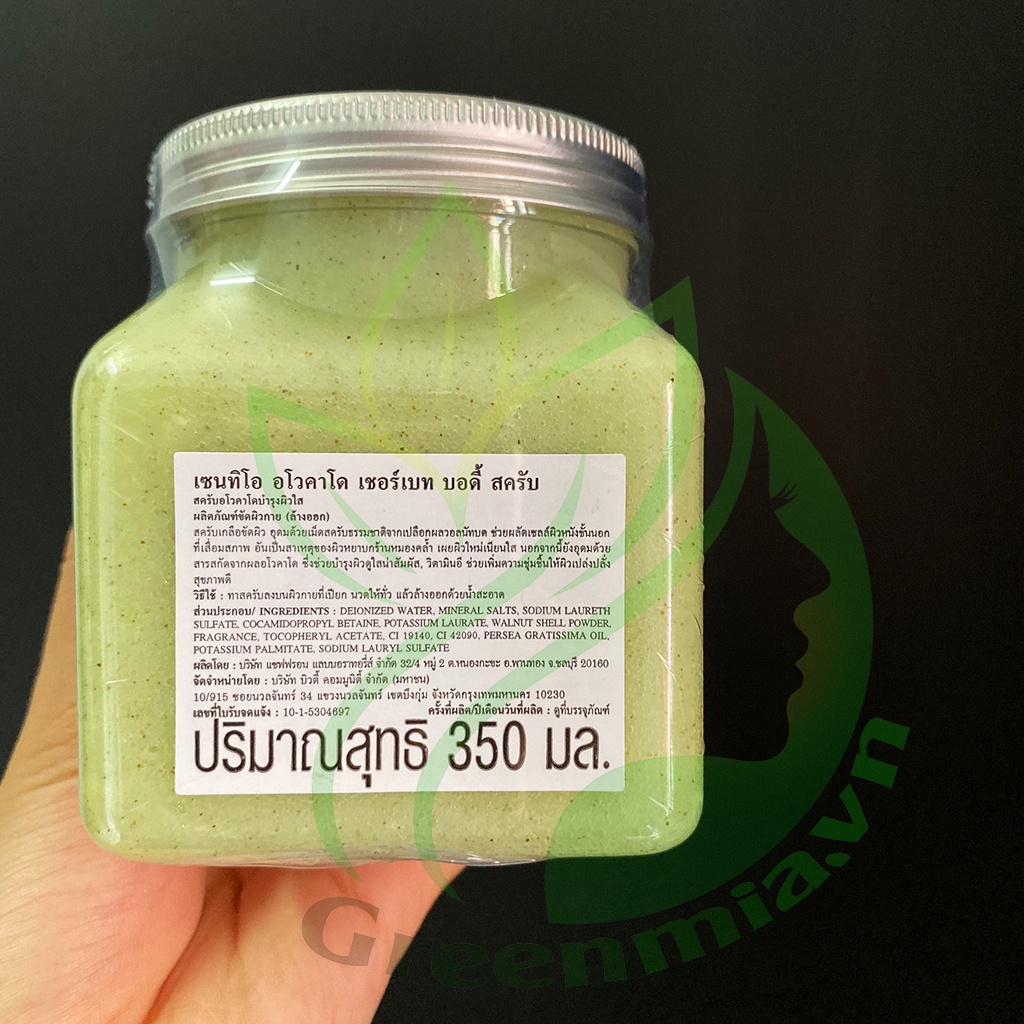 เซนทิโอ อโวคาโด เชอร์เบท บอดี้ สครับ
สครับอโวคาโดบำรุงผิวใส
ผลิตภัณฑ์ขัดผิวกาย (ล้างออก)
สครับเกลือขัดผิว อุดมด้วยเม็ดสครับธรรมชาติจากเปลือกผลวอลนัทบด ช่วยผลัดเซลล์ผิวหนังชั้นนอก
ที่เสื่อมสภาพ อันเป็นสาเหตุของผิวหยาบกร้านหมองคล้ำ เผยผิวใหม่เนียนใส นอกจากนี้ยังอุดมด้วย
สารสกัดจากผลอโวคาโด ซึ่งช่วยบำรุงผิวดูใสน่าสัมผัส, วิตามินอี ช่วยเพิ่มความชุ่มชื้นให้ผิวเปล่งปลั่ง
สุขภาพดี
วิธีใช้ : ทาสครับลงบนผิวกายที่เปียก นวดให้ทั่ว แล้วล้างออกด้วยน้ำสะอาด
ส่วนประกอบ/ INGREDIENTS : DEIONIZED WATER, MINERAL SALTS, SODIUM LAURETH
SULFATE, COCAMIDOPROPYL BETAINE, POTASSIUM LAURATE, WALNUT SHELL POWDER,
FRAGRANCE, TOCOPHERYL ACETATE, CI 19140, CI 42090, PERSEA GRATISSIMA OIL,
POTASSIUM PALMITATE, SODIUM LAURYL SULFATE
ผลิตโดย : บริษัท แซฟฟรอน แลบบอราทอรี่ส์ จำกัด 32/4 หมู่ 2 ต.หนองกะขะ อ.พานทอง จ.ชลบุรี 20160
จัดจำหน่ายโดย : บริษัท บิวตี้ คอมมูนิตี้ จำกัด (มหาชน)
10/915 ซอยนวลจันทร์ 34 แขวงนวลจันทร์ เขตบึงกุ่ม จังหวัดกรุงเทพมหานคร 10230
เลขที่ใบรับจดแจ้ง : 10-1-5304697 ครั้งที่ผลิต/ปีเดือนวันที่ผลิต : ดูที่บรรจุภัณฑ์
ปริมาณสุทธิ 350 มล.
Greenmia.vn